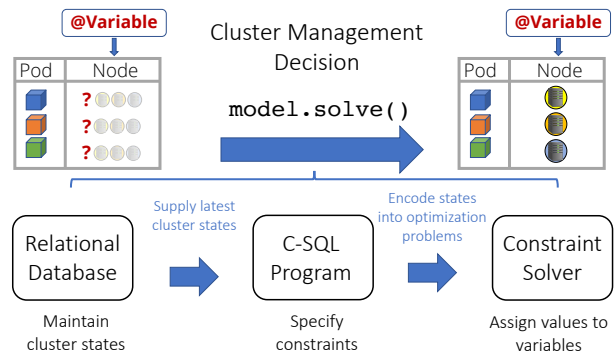 @Variable
Cluster Management
Decision
@Variable
Pod Node
?
?
?
model.solve()
Pod Node
Supply latest
cluster states
Encode states
into optimization
problems
Relational
Database
C-SQL
Program
Constraint
Solver
Maintain
cluster states
Specify
constraints
Assign values to
variables